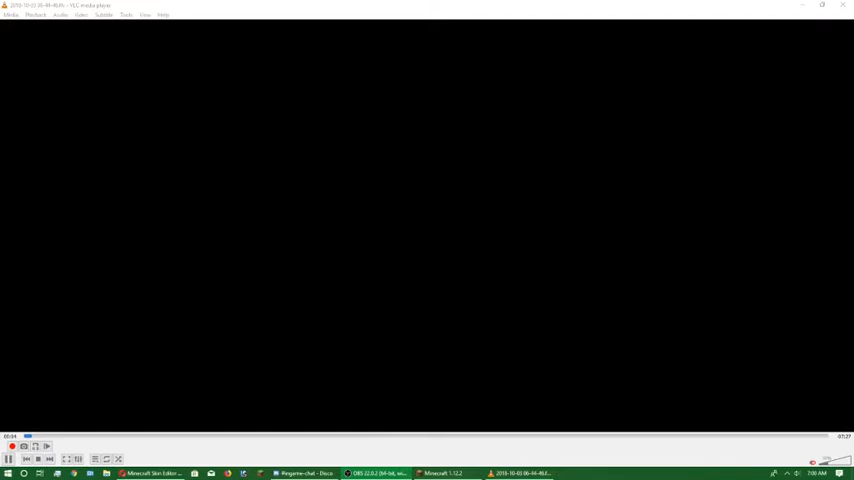 2018-10-03 06-44-46.flv - VLC media player
Media Playback Audio Video Subtitle Tools View Help
00:04
-07:27
Minecraft Skin Editor ...
#ingame-chat - Disco
OBS 22.0.2 (64-bit, wi...
Minecraft 1.12.2
2018-10-03 06-44-46.f...
7:00 AM